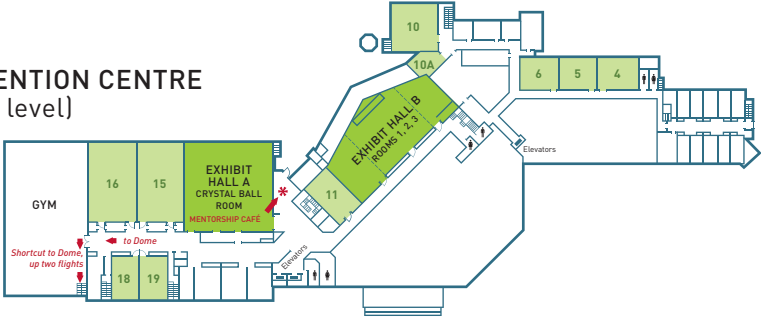 ENTION CENTRE
level)
10
10A
6
5
4
EXHIBIT HALL B
ROOMS 1, 2, 3
Elevators
16
15
EXHIBIT
HALL A
CRYSTAL BALL
ROOM
MENTORSHIP CAFÉ
*
11
GYM
to Dome
Shortcut to Dome,
up two flights
Elevators
18
19